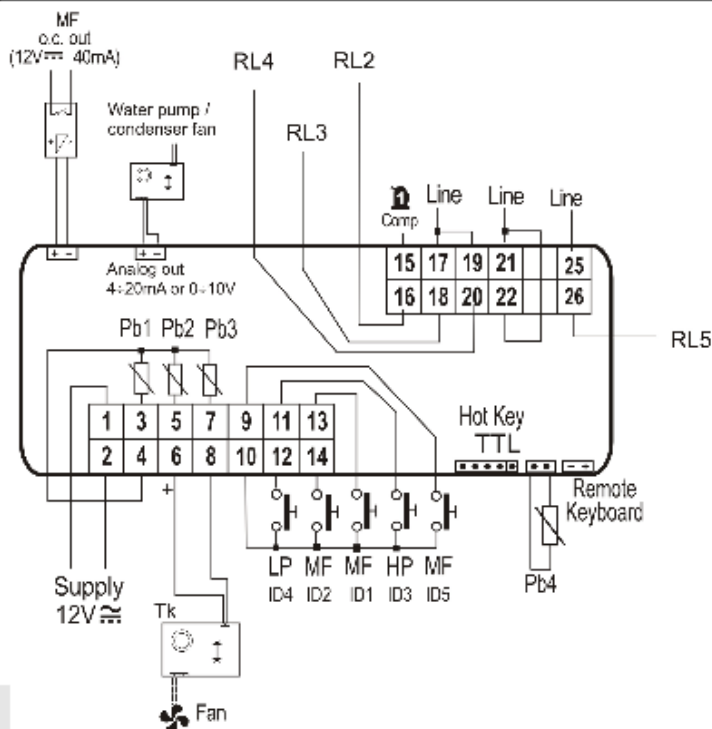 MF
o.c. out
(12V⎓ 40mA)
Water pump /
condenser fan
RL4
RL2
RL3
Line
Line
Line
1
Comp
+ -
+ -
Analog out
4÷20mA or 0÷10V
15 17 19 21 25
16 18 20 22 26
RL5
Pb1 Pb2 Pb3
1 3 5 7 9 11 13
2 4 6 8 10 12 14
Hot Key
TTL
- +
Remote
Keyboard
+
LP MF MF HP MF
ID4 ID2 ID1 ID3 ID5
Pb4
Supply
12V
Tk
Fan